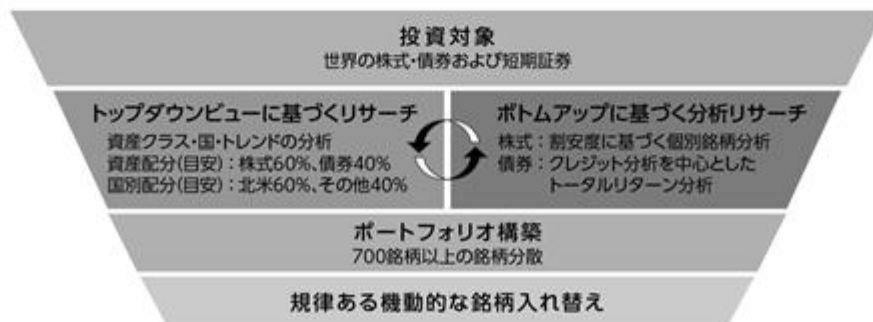 投資対象
世界の株式・債券および短期証券
トップダウンビューに基づくリサーチ
資産クラス・国・トレンドの分析
資産配分(目安)：株式60%、債券40%
国別配分(目安)：北米60%、その他40%
ボトムアップに基づく分析リサーチ
株式：割安度に基づく個別銘柄分析
債券：クレジット分析を中心とした
トータルリターン分析
ポートフォリオ構築
700銘柄以上の銘柄分散
規律ある機動的な銘柄入れ替え